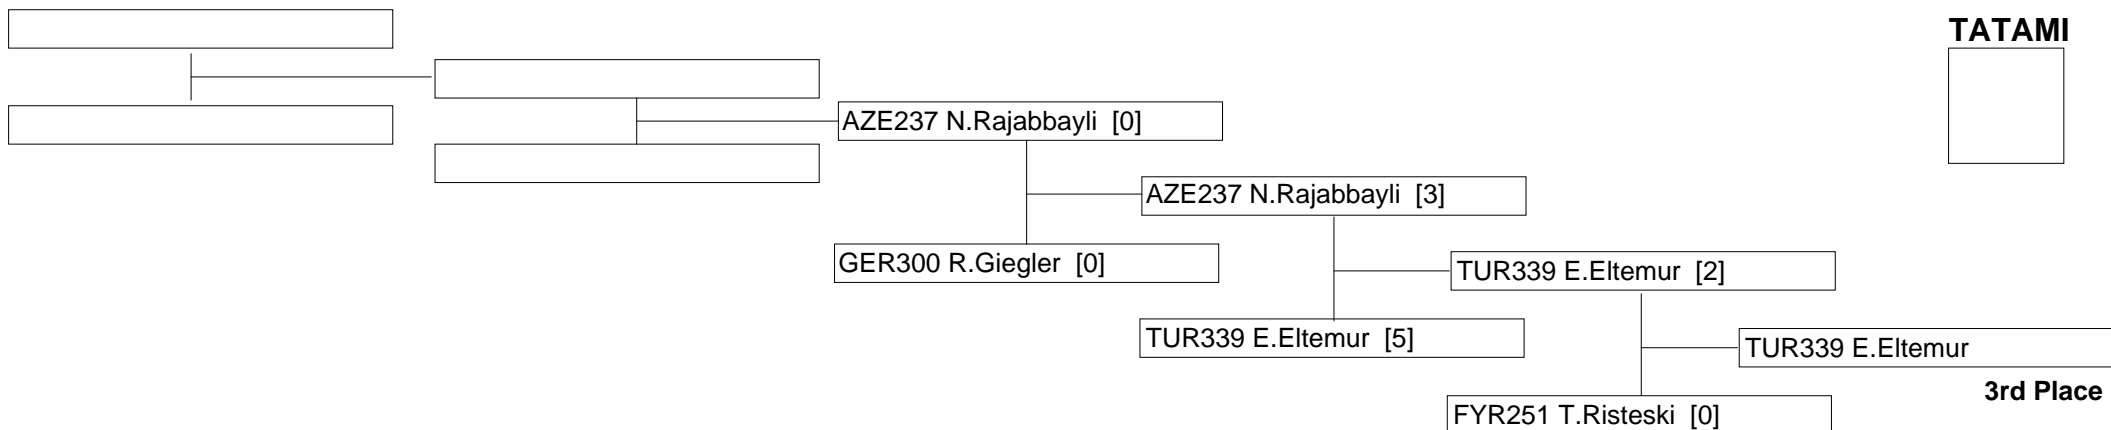 TATAMI
AZE237 N.Rajabbayli [0]
AZE237 N.Rajabbayli [3]
GER300 R.Giegler [0]
TUR339 E.Eltemur [2]
TUR339 E.Eltemur [5]
TUR339 E.Eltemur
3rd Place
FYR251 T.Risteski [0]